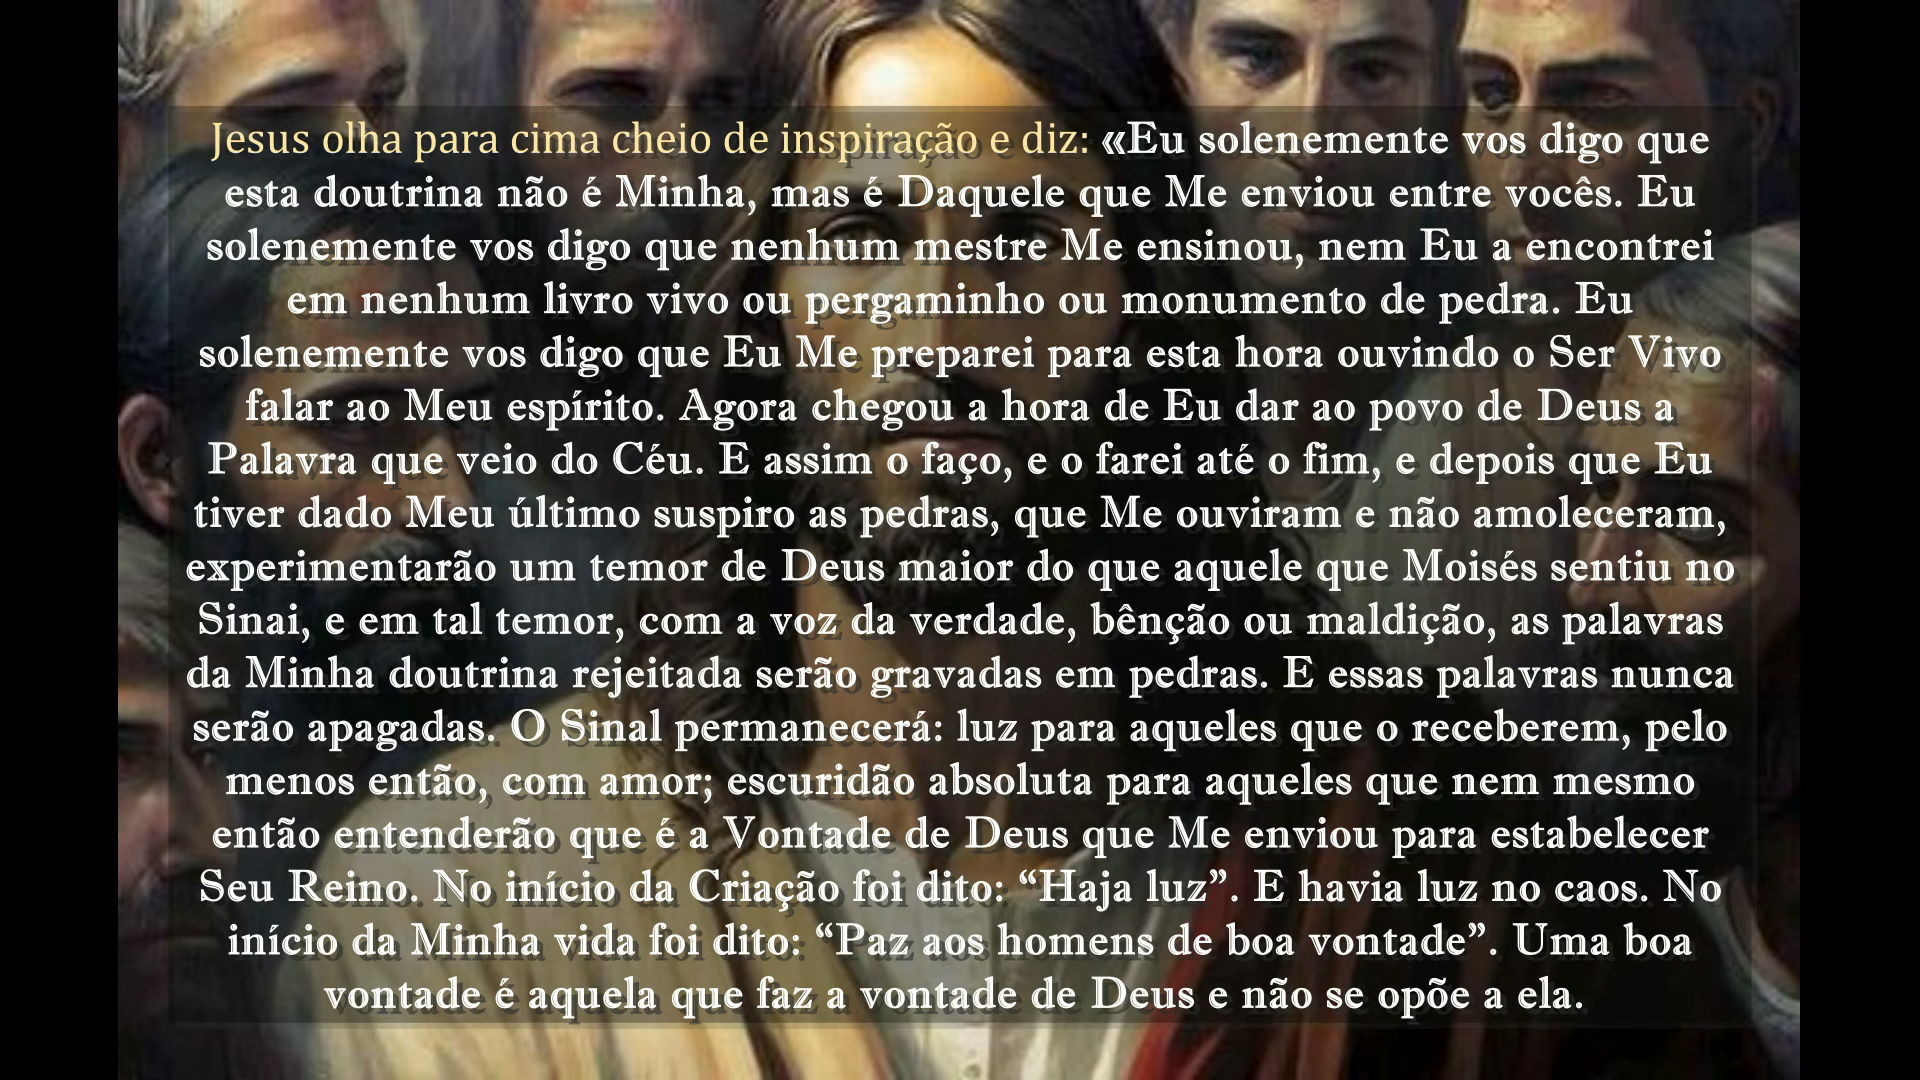 Jesus olha para cima cheio de inspiração e diz: «Eu solenemente vos digo que
esta doutrina não é Minha, mas é Daquele que Me enviou entre vocês. Eu
solenemente vos digo que nenhum mestre Me ensinou, nem Eu a encontrei
em nenhum livro vivo ou pergaminho ou monumento de pedra. Eu
solenemente vos digo que Eu Me preparei para esta hora ouvindo o Ser Vivo
falar ao Meu espírito. Agora chegou a hora de Eu dar ao povo de Deus a
Palavra que veio do Céu. E assim o faço, e o farei até o fim, e depois que Eu
tiver dado Meu último suspiro as pedras, que Me ouviram e não amoleceram,
experimentarão um temor de Deus maior do que aquele que Moisés sentiu no
Sinai, e em tal temor, com a voz da verdade, bênção ou maldição, as palavras
da Minha doutrina rejeitada serão gravadas em pedras. E essas palavras nunca
serão apagadas. O Sinal permanecerá: luz para aqueles que o receberem, pelo
menos então, com amor; escuridão absoluta para aqueles que nem mesmo
então entenderão que é a Vontade de Deus que Me enviou para estabelecer
Seu Reino. No início da Criação foi dito: “Haja luz”. E havia luz no caos. No
início da Minha vida foi dito: “Paz aos homens de boa vontade”. Uma boa
vontade é aquela que faz a vontade de Deus e não se opõe a ela.